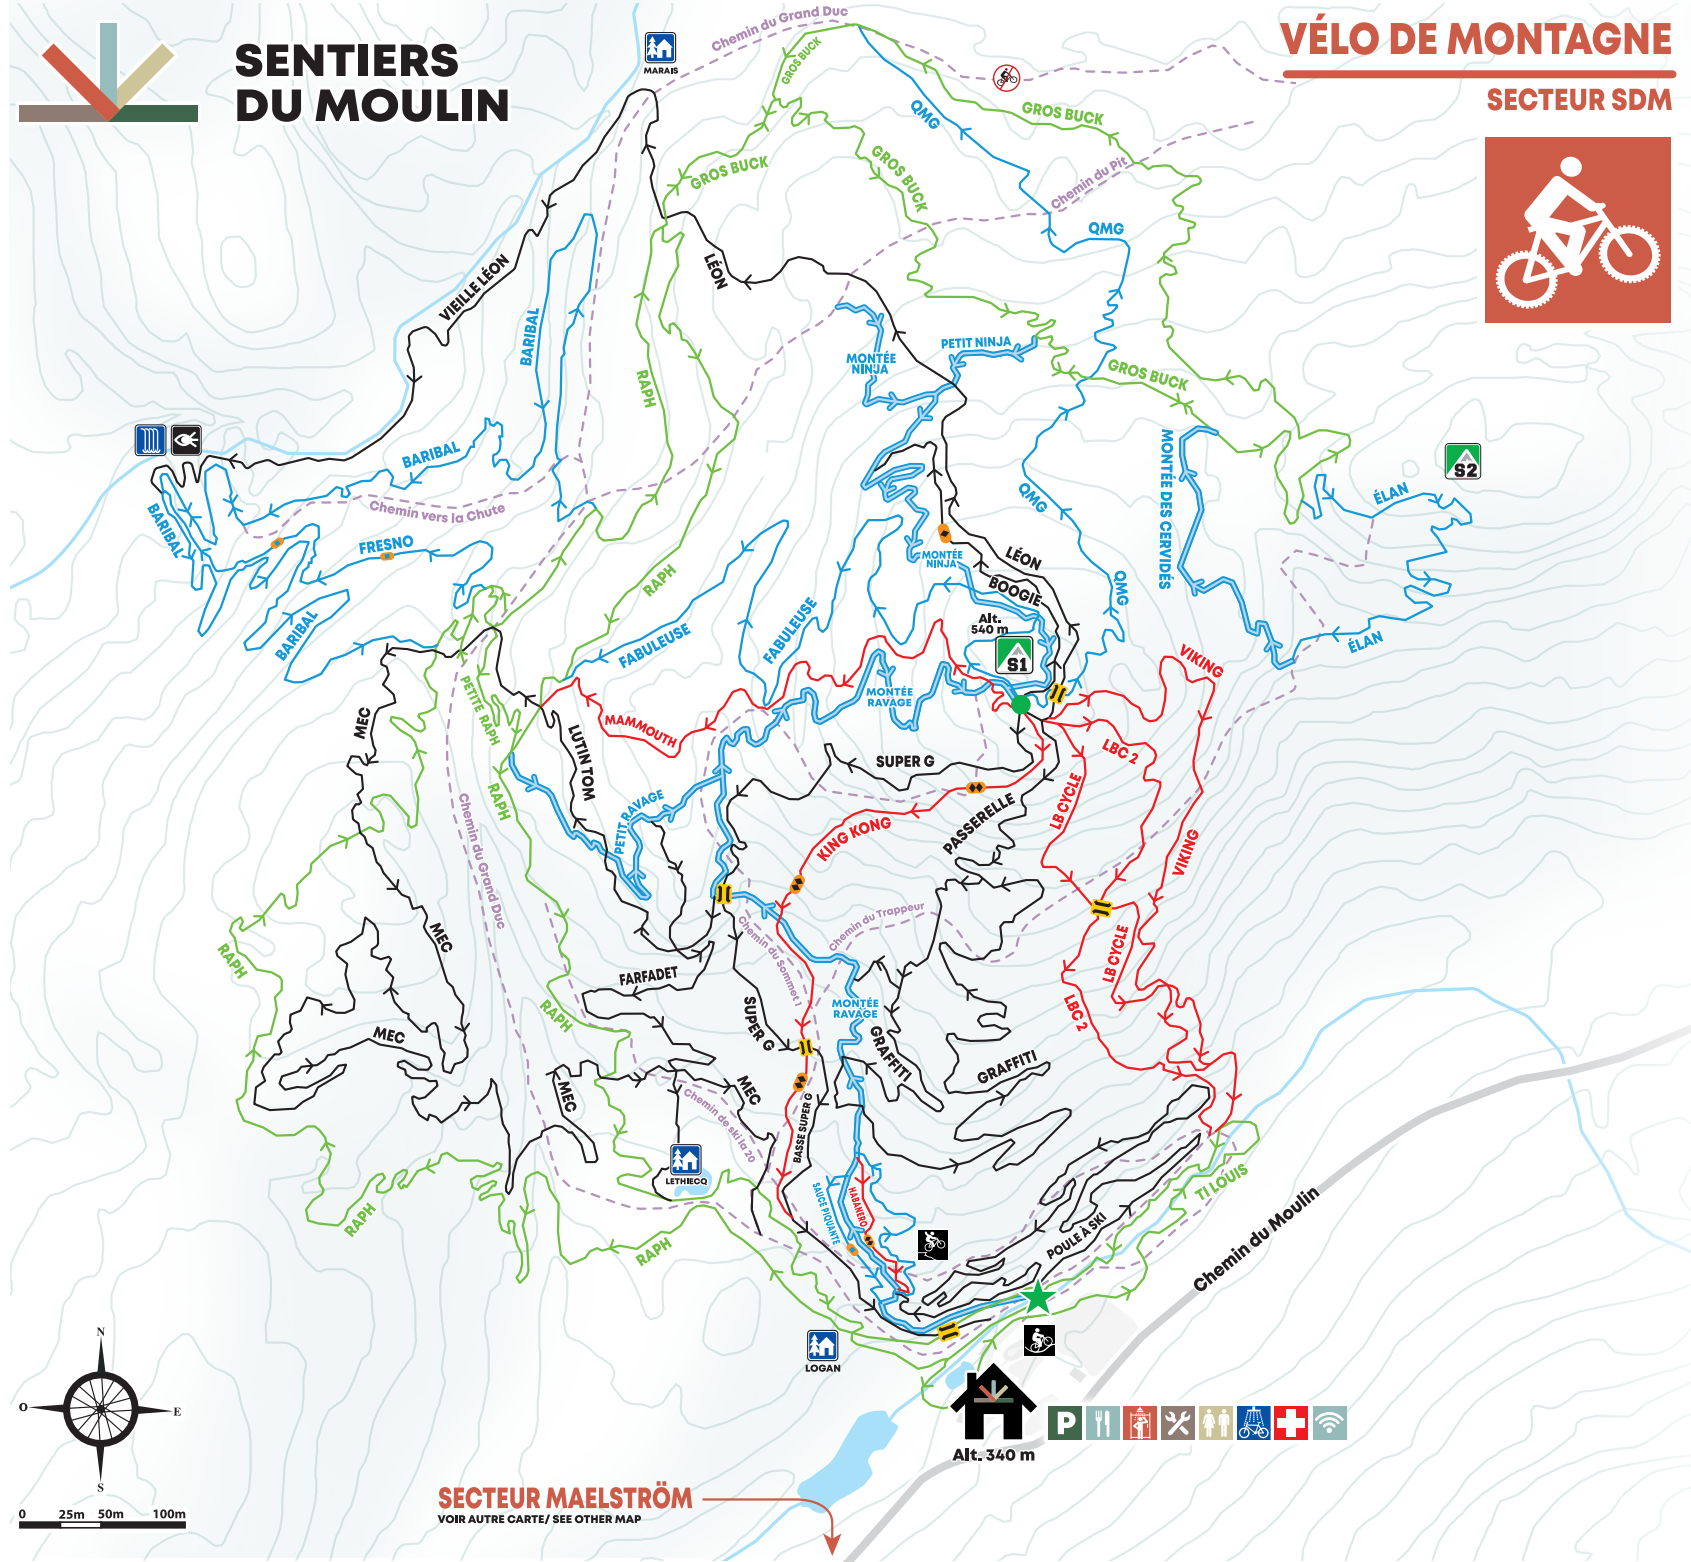 SENTIERS
DU MOULIN
VÉLO DE MONTAGNE
SECTEUR SDM
MARAIS
Chemin du Grand Duc
GROS BUCK
QMG
GROS BUCK
GROS BUCK
GROS BUCK
Chemin du Pit
QMG
LÉON
VIEILLE LÉON
BARIBAL
RAPH
MONTÉE
NINJA
PETIT NINJA
GROS BUCK
BARIBAL
BARIBAL
Chemin vers la Chute
FRESNO
BARIBAL
MONTÉE DES CERVIDÉS
S2
ÉLAN
ÉLAN
QMG
QMG
LÉON
BOOGIE
MONTÉE
NINJA
Alt.
540 m
S1
RAPH
FABULEUSE
FABULEUSE
VIKING
MONTÉE
RAVAGE
MAMMOUTH
PETITE RAPH
MEC
LUTIN TOM
SUPER G
LBC 2
LB CYCLE
RAPH
PETIT RAVAGE
KING KONG
PASSERELLE
VIKING
Chemin du Grand Duc
Chemin du Trappeur
Chemin du Sommet 1
MEC
RAPH
FARFADET
LB CYCLE
RAPH
SUPER G
MONTÉE
RAVAGE
LBC 2
MEC
GRAFFITI
GRAFFITI
MEC
MEC
Chemin de ski la 20
BASSE SUPER G
LETHIECQ
SAUCE PIQUANTE
HABANERO
TI LOUIS
POULE À SKI
RAPH
RAPH
Chemin du Moulin
LOGAN
N
O
E
S
P
Alt. 340 m
0 25m 50m 100m
SECTEUR MAELSTRÖM
VOIR AUTRE CARTE/ SEE OTHER MAP